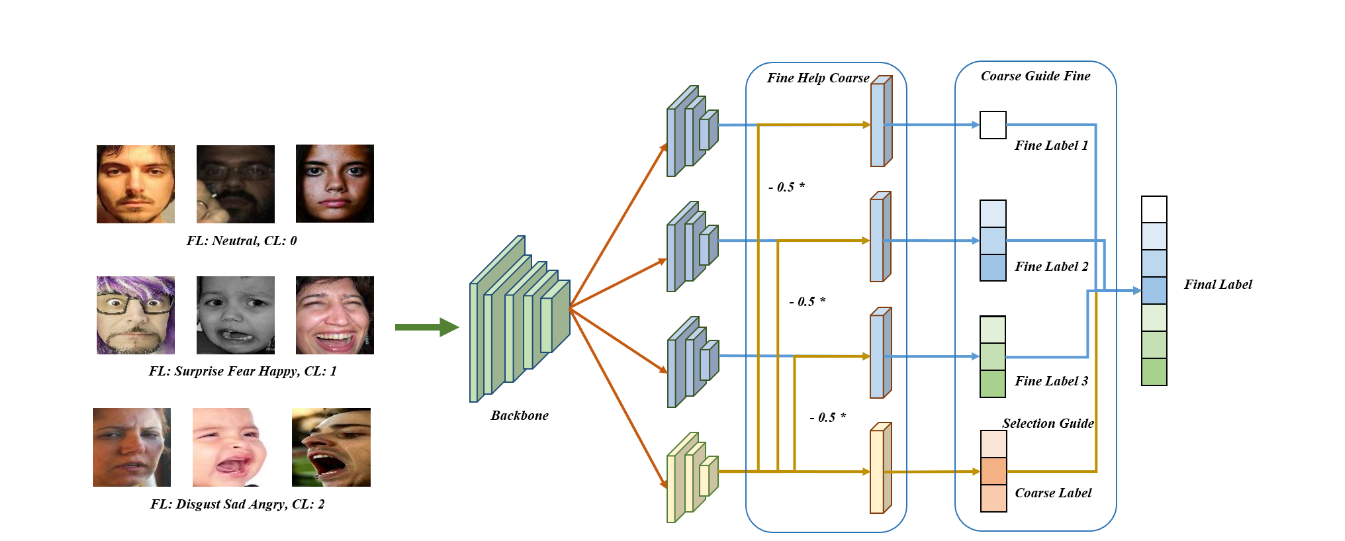 Fine Help Coarse
Coarse Guide Fine
Fine Label 1
- 0.5 *
FL: Neutral, CL: 0
Fine Label 2
Final Label
- 0.5 *
FL: Surprise Fear Happy, CL: 1
Fine Label 3
Backbone
- 0.5 *
Selection Guide
Coarse Label
FL: Disgust Sad Angry, CL: 2